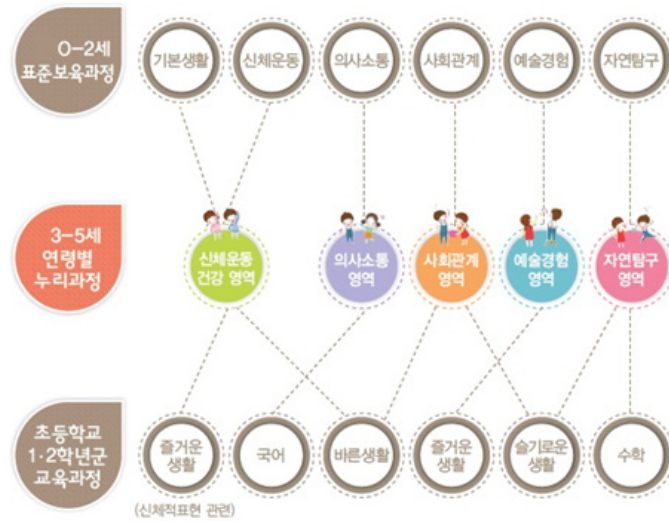 0-2세
표준보육과정
기본생활
신체운동
의사소통
사회관계
예술경험
자연탐구
3-5세
연령별
누리과정
신체운동
건강 영역
의사소통
영역
사회관계
영역
예술경험
영역
자연탐구
영역
초등학교
1·2학년군
교육과정
즐거운
생활
국어
바른생활
즐거운
생활
슬기로운
생활
수학
(신체적표현 관련)